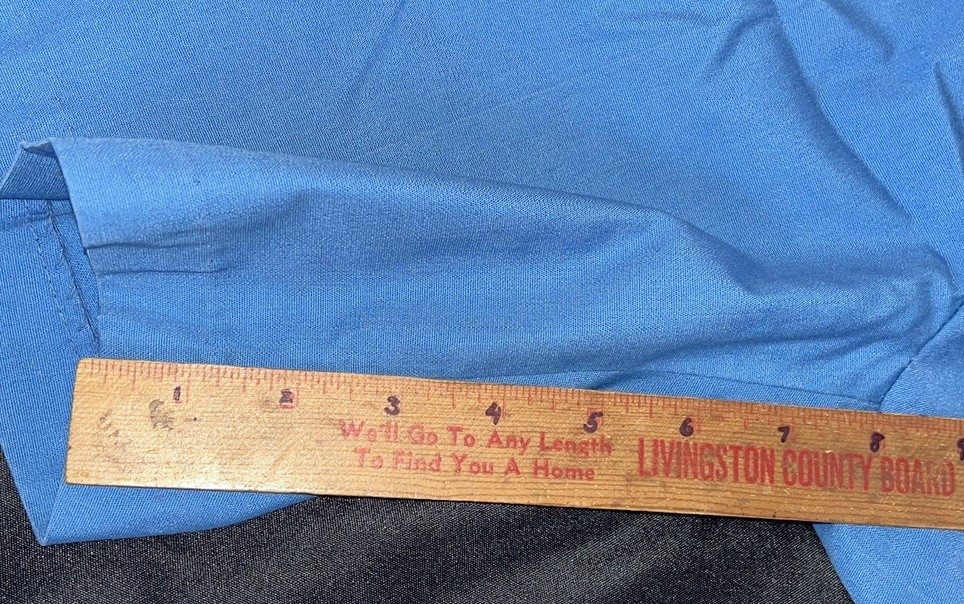 1 2 3 4 5 6 7 8 9
We'll Go To Any Length
To Find You A Home
LIVINGSTON COUNTY BOARD